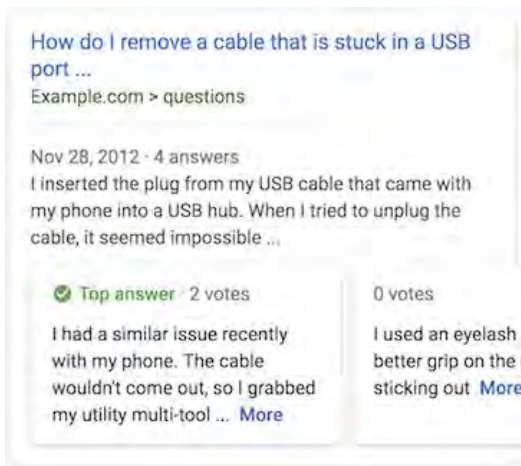 How do I remove a cable that is stuck in a USB
port ...
Example.com > questions
Nov 28, 2012 · 4 answers
I inserted the plug from my USB cable that came with
my phone into a USB hub. When I tried to unplug the
cable, it seemed impossible ...
Top answer · 2 votes
I had a similar issue recently
with my phone. The cable
wouldn't come out, so I grabbed
my utility multi-tool ... More
0 votes
I used an eyelash
better grip on the
sticking out More